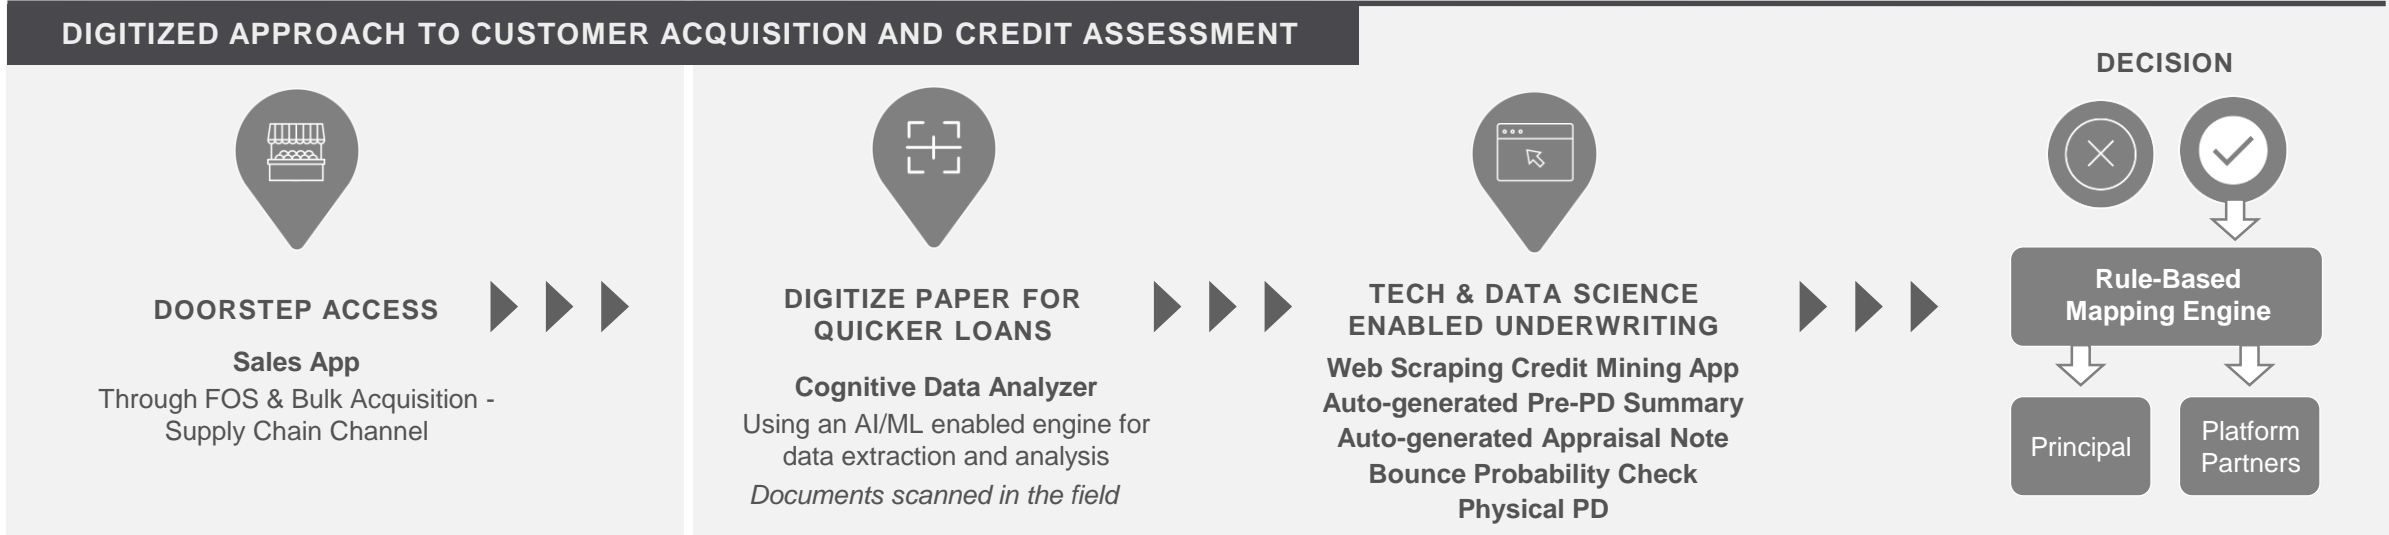 DIGITIZED APPROACH TO CUSTOMER ACQUISITION AND CREDIT ASSESSMENT
DOORSTEP ACCESS
Sales App
Through FOS & Bulk Acquisition -
Supply Chain Channel
DIGITIZE PAPER FOR
QUICKER LOANS
Cognitive Data Analyzer
Using an AI/ML enabled engine for
data extraction and analysis
Documents scanned in the field
TECH & DATA SCIENCE
ENABLED UNDERWRITING
Web Scraping Credit Mining App
Auto-generated Pre-PD Summary
Auto-generated Appraisal Note
Bounce Probability Check
Physical PD
DECISION
Rule-Based
Mapping Engine
Principal
Platform
Partners